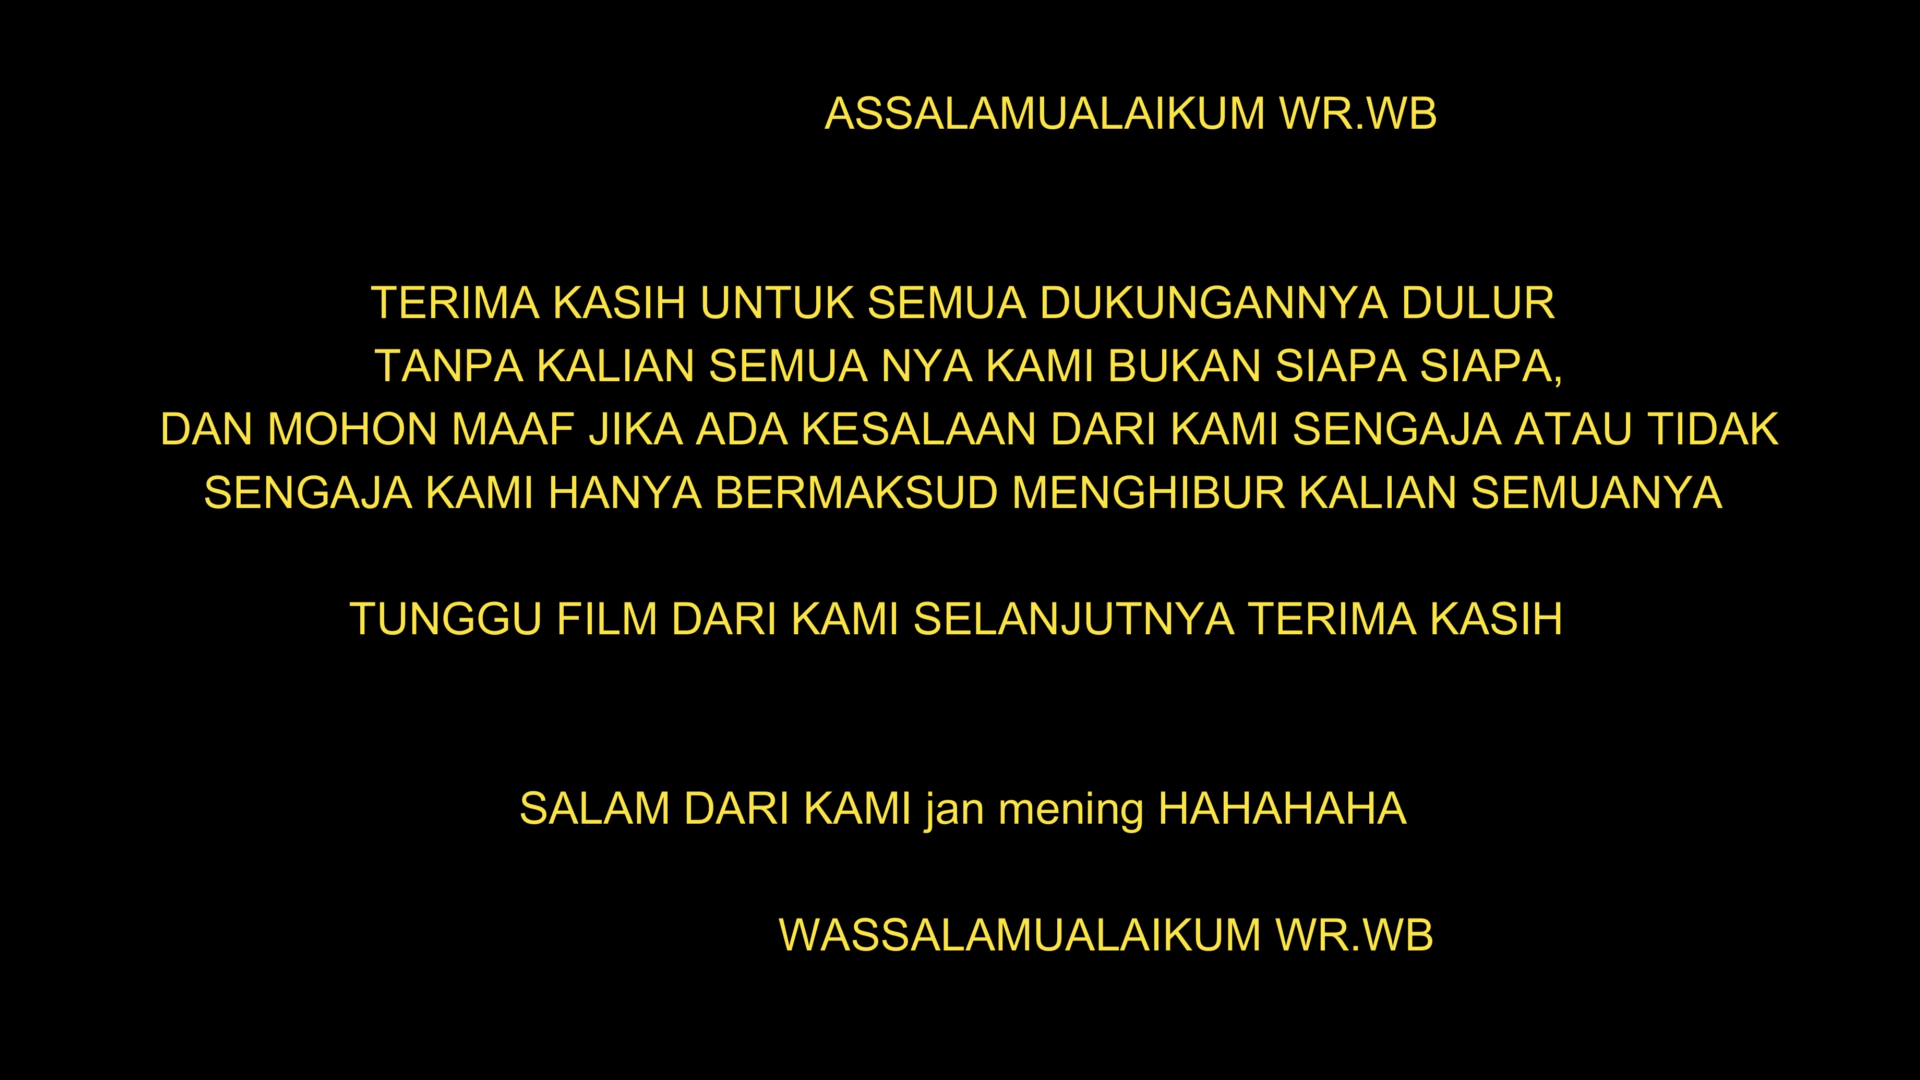 ASSALAMUALAIKUM WR.WB
TERIMA KASIH UNTUK SEMUA DUKUNGANNYA DULUR
TANPA KALIAN SEMUA NYA KAMI BUKAN SIAPA SIAPA,
DAN MOHON MAAF JIKA ADA KESALAAN DARI KAMI SENGAJA ATAU TIDAK
SENGAJA KAMI HANYA BERMAKSUD MENGHIBUR KALIAN SEMUANYA
TUNGGU FILM DARI KAMI SELANJUTNYA TERIMA KASIH
SALAM DARI KAMI jan mening HAHAHAHA
WASSALAMUALAIKUM WR.WB